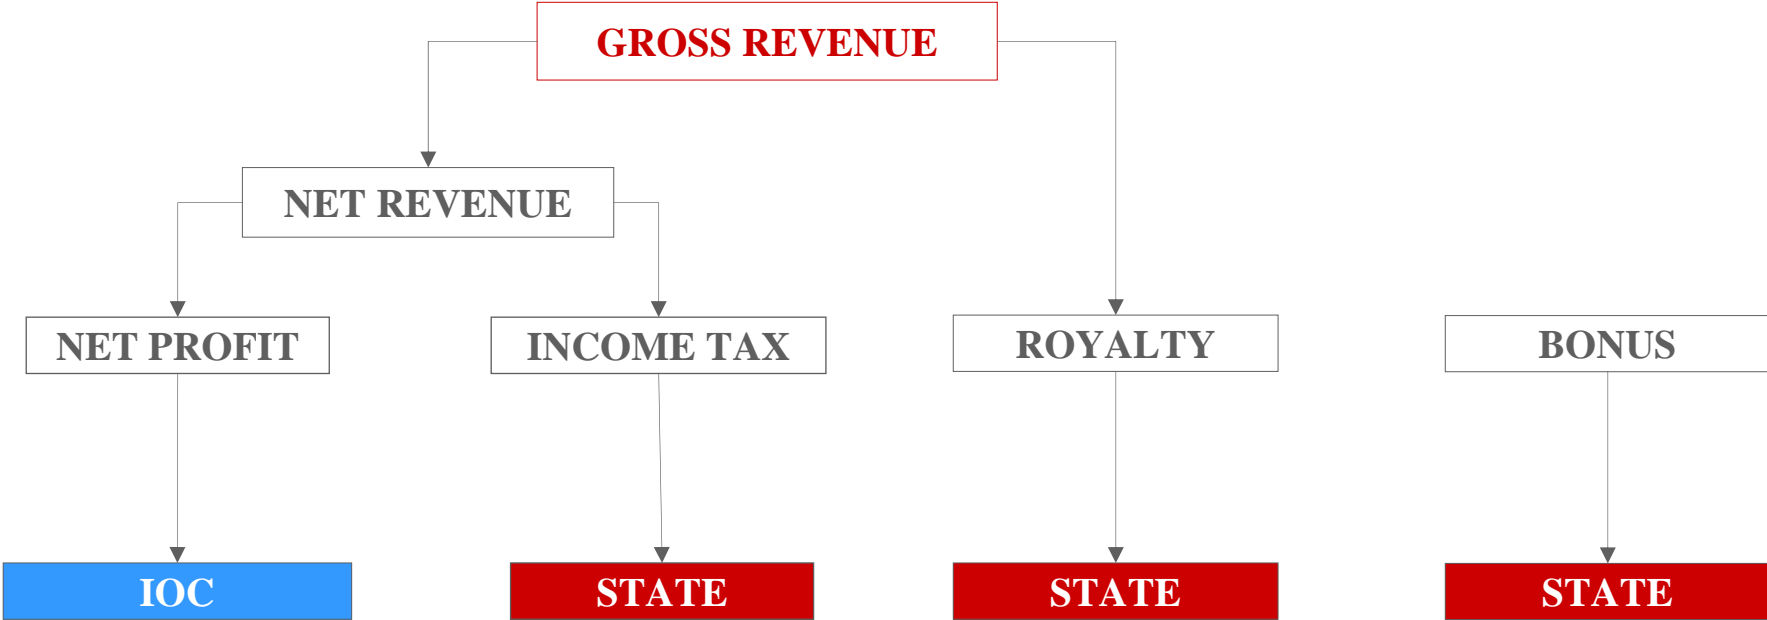 GROSS REVENUE
NET REVENUE
NET PROFIT
INCOME TAX
ROYALTY
BONUS
IOC
STATE
STATE
STATE